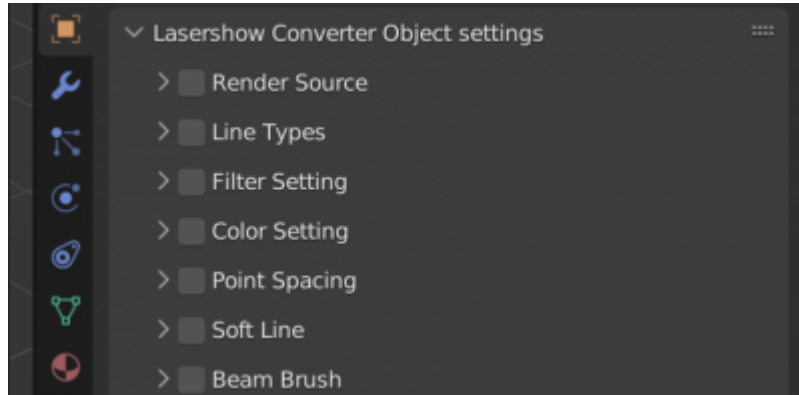 Lasershow Converter Object settings
Render Source
Line Types
Filter Setting
Color Setting
Point Spacing
Soft Line
Beam Brush